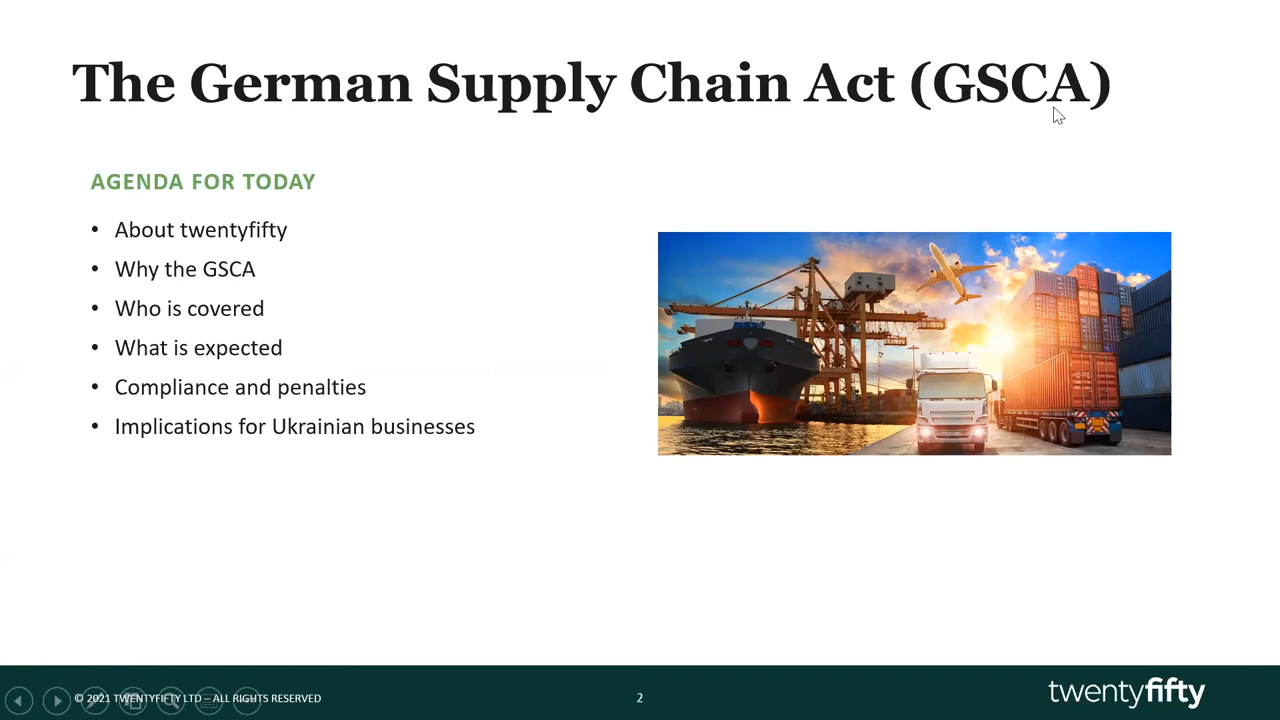 The German Supply Chain Act (GSCA)
AGENDA FOR TODAY
• About twentyfifty
• Why the GSCA
• Who is covered
• What is expected
• Compliance and penalties
• Implications for Ukrainian businesses
© 2021 TWENTYFIFTY LTD – ALL RIGHTS RESERVED
2
twentyfifty